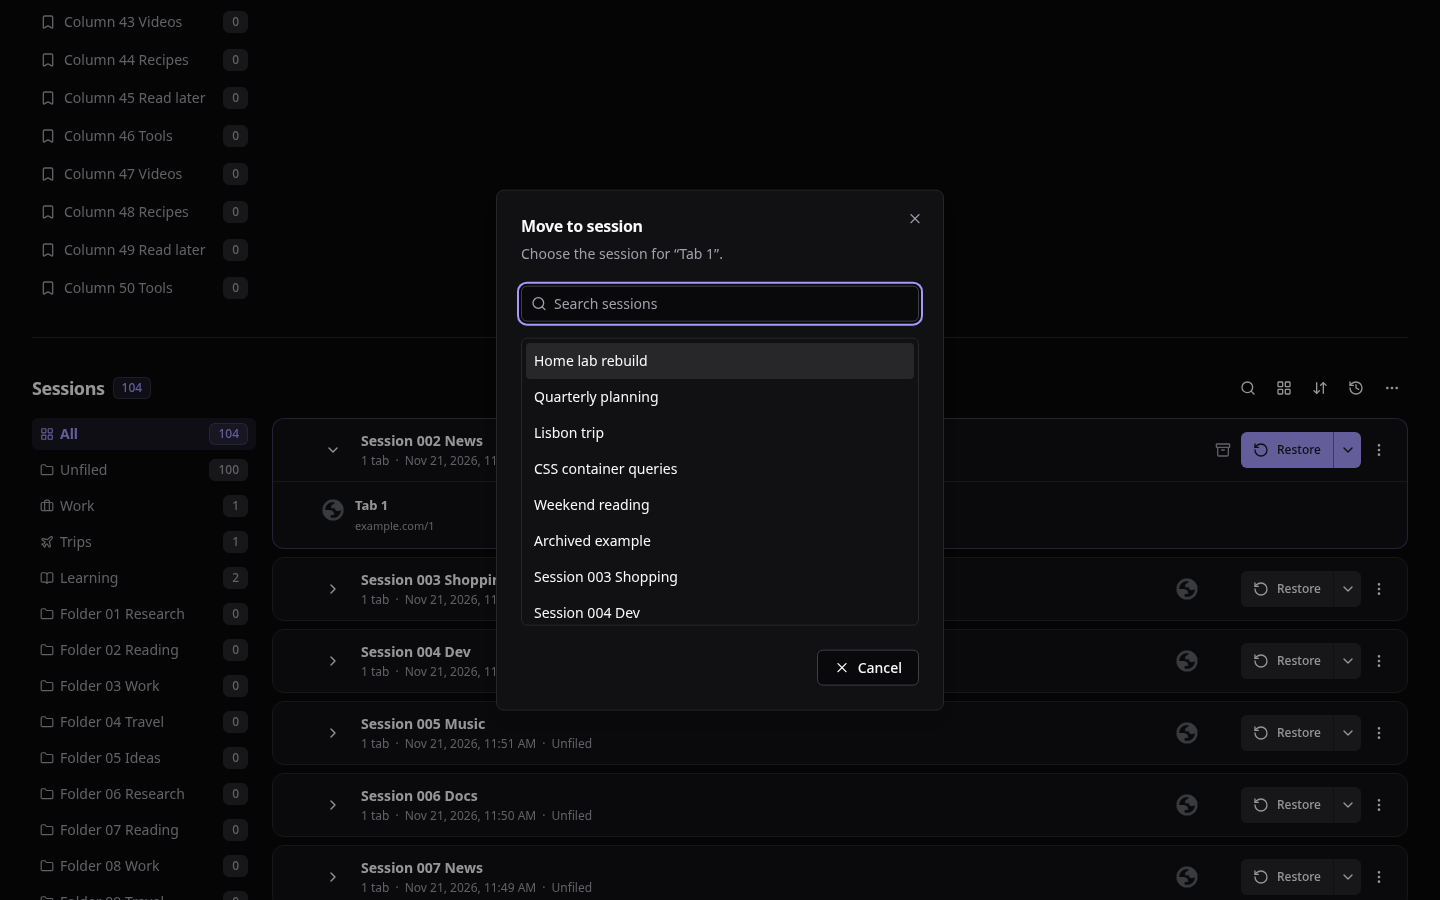 Column 43 Videos 0
Column 44 Recipes 0
Column 45 Read later 0
Column 46 Tools 0
Column 47 Videos 0
Column 48 Recipes 0
Column 49 Read later 0
Column 50 Tools 0
Move to session
Choose the session for “Tab 1”.
Search sessions
Home lab rebuild
Quarterly planning
Lisbon trip
CSS container queries
Weekend reading
Archived example
Session 003 Shopping
Session 004 Dev
Cancel
Sessions 104
All 104
Unfiled 100
Work 1
Trips 1
Learning 2
Folder 01 Research 0
Folder 02 Reading 0
Folder 03 Work 0
Folder 04 Travel 0
Folder 05 Ideas 0
Folder 06 Research 0
Folder 07 Reading 0
Folder 08 Work 0
Session 002 News
1 tab · Nov 21, 2026, 11
Restore
Tab 1
example.com/1
Session 003 Shoppin
1 tab · Nov 21, 2026, 11
Restore
Session 004 Dev
1 tab · Nov 21, 2026, 11
Restore
Session 005 Music
1 tab · Nov 21, 2026, 11:51 AM · Unfiled
Restore
Session 006 Docs
1 tab · Nov 21, 2026, 11:50 AM · Unfiled
Restore
Session 007 News
1 tab · Nov 21, 2026, 11:49 AM · Unfiled
Restore